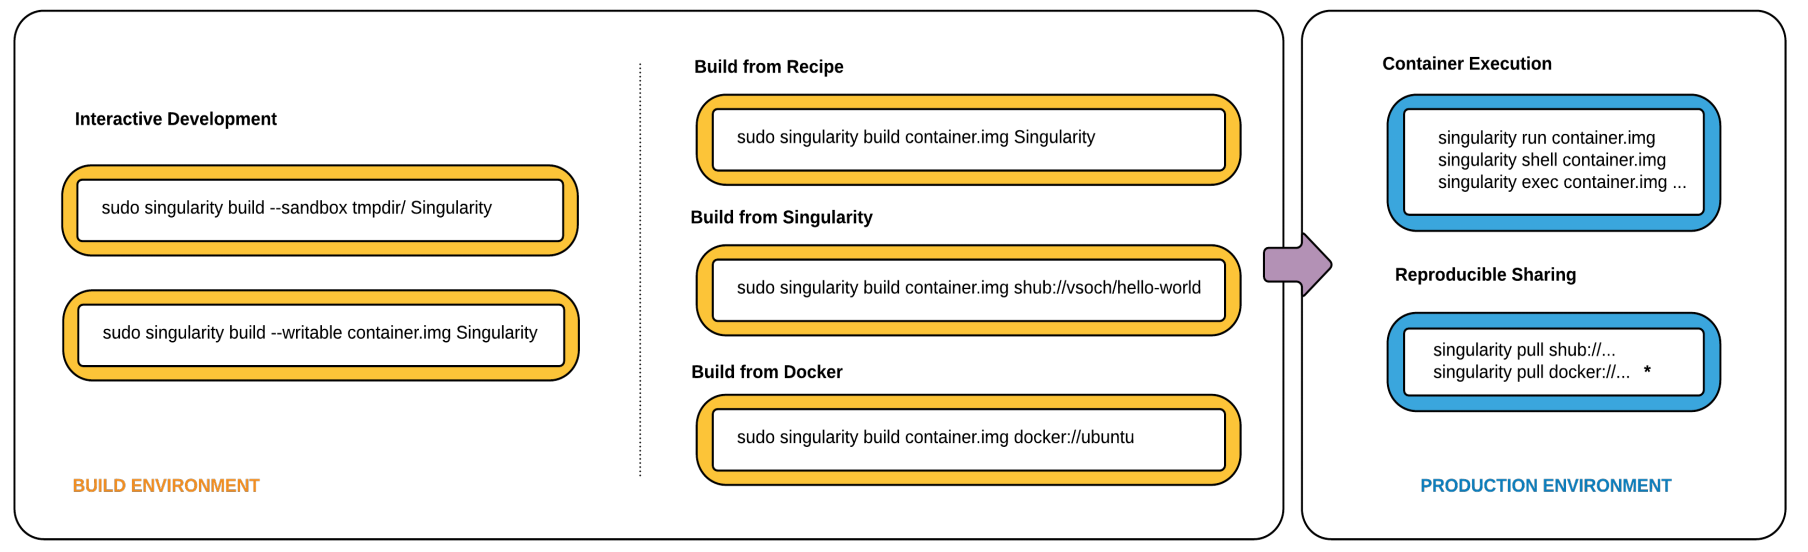 Interactive Development
sudo singularity build --sandbox tmpdir/ Singularity
sudo singularity build --writable container.img Singularity
BUILD ENVIRONMENT
Build from Recipe
sudo singularity build container.img Singularity
Build from Singularity
sudo singularity build container.img shub://vsoch/hello-world
Build from Docker
sudo singularity build container.img docker://ubuntu
Container Execution
singularity run container.img
singularity shell container.img
singularity exec container.img ...
Reproducible Sharing
singularity pull shub://...
singularity pull docker://... *
PRODUCTION ENVIRONMENT